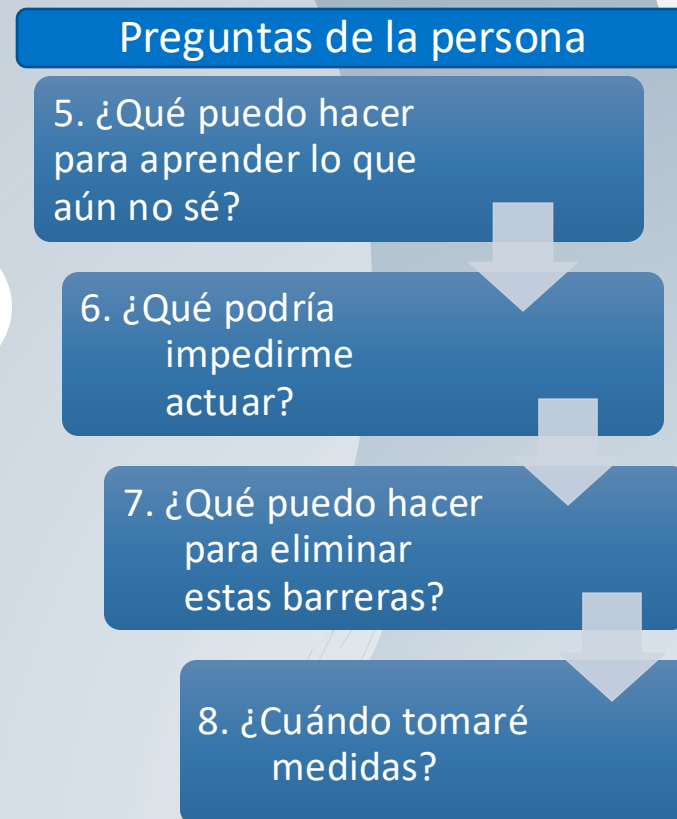 Preguntas de la persona
5. ¿Qué puedo hacer
para aprender lo que
aún no sé?
6. ¿Qué podría
impedirme
actuar?
7. ¿Qué puedo hacer
para eliminar
estas barreras?
8. ¿Cuándo tomaré
medidas?